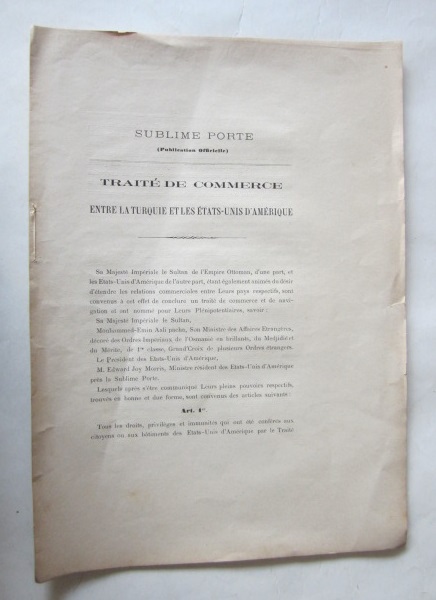 SUBLIME PORTE
(Publication Officielle)
TRAITÉ DE COMMERCE
ENTRE LA TURQUIE ET LES ÉTATS-UNIS D'AMÉRIQUE
Sa Majesté Impériale le Sultan de l'Empire Ottoman, d'une part, et
les Etats-Unis d'Amérique de l'autre part, étant également animés du désir
d'étendre les relations commerciales entre Leurs pays respectifs, sont
convenus à cet effet de conclure un traité de commerce et de navi-
gation et ont nommé pour Leurs Plénipotentiaires, savoir :
Sa Majesté Impériale le Sultan,
Mouhammed-Emin Aali pacha, Son Ministre des Affaires Etrangères,
décoré des Ordres Impériaux de l'Osmanié en brillants, du Medjidié et
du Mérite, de 1re classe, Grand'Croix de plusieurs Ordres étrangers.
Le Président des Etats-Unis d'Amérique,
M. Edward Joy Morris, Ministre résident des Etats-Unis d'Amérique
près la Sublime Porte.
Lesquels après s'être communiqué Leurs pleins pouvoirs respectifs,
trouvés en bonne et due forme, sont convenus des articles suivants :
Art. 1er
Tous les droits, privilèges et immunités qui ont été conférés aux
citoyens ou aux bâtiments des Etats-Unis d'Amérique par le Traité